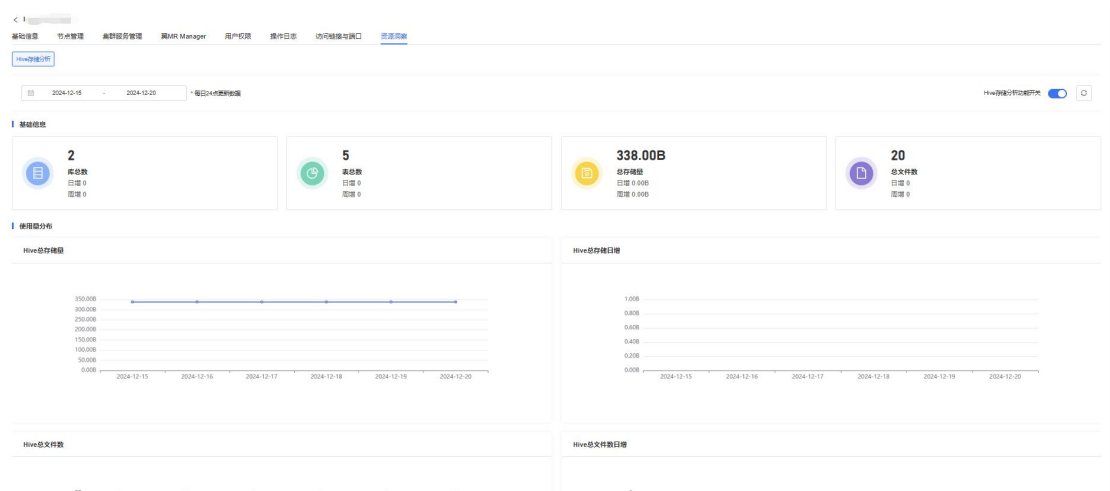 基础信息 节点管理 集群服务管理 翼MR Manager 用户权限 操作日志 访问链接与端口 资源洞察
Hive存储分析
2024-12-15 - 2024-12-20 * 每日24点更新数据 Hive存储分析功能开关
基础信息
2 5 338.00B 20
库总数 表总数 总存储量 总文件数
日增 0 日增 0 日增 0.00B 日增 0
周增 0 周增 0 周增 0.00B 周增 0
使用量分布
Hive总存储量 Hive总存储日增
350.00B
300.00B
250.00B
200.00B
150.00B
100.00B
50.00B
0.00B
2024-12-15 2024-12-16 2024-12-17 2024-12-18 2024-12-19 2024-12-20
1.00B
0.80B
0.60B
0.40B
0.20B
0.00B
2024-12-15 2024-12-16 2024-12-17 2024-12-18 2024-12-19 2024-12-20
Hive总文件数 Hive总文件数日增